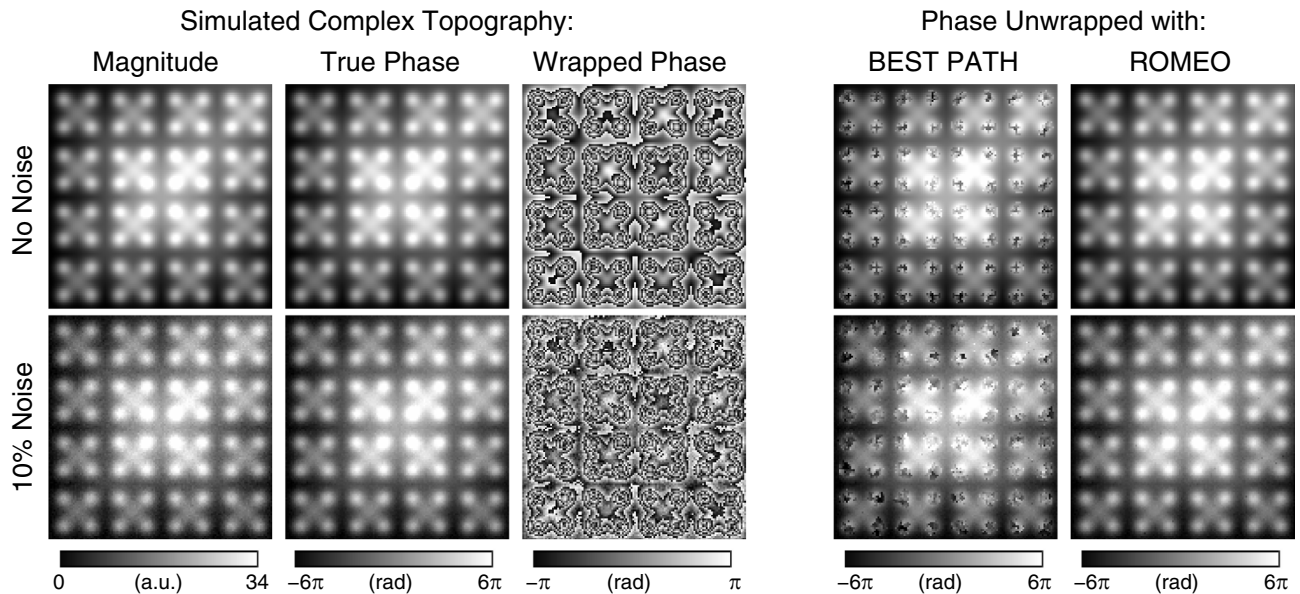 Simulated Complex Topography:
Phase Unwrapped with:
Magnitude
True Phase
Wrapped Phase
BEST PATH
ROMEO
No Noise
10% Noise
0 (a.u.) 34
−6π (rad) 6π
−π (rad) π
−6π (rad) 6π
−6π (rad) 6π